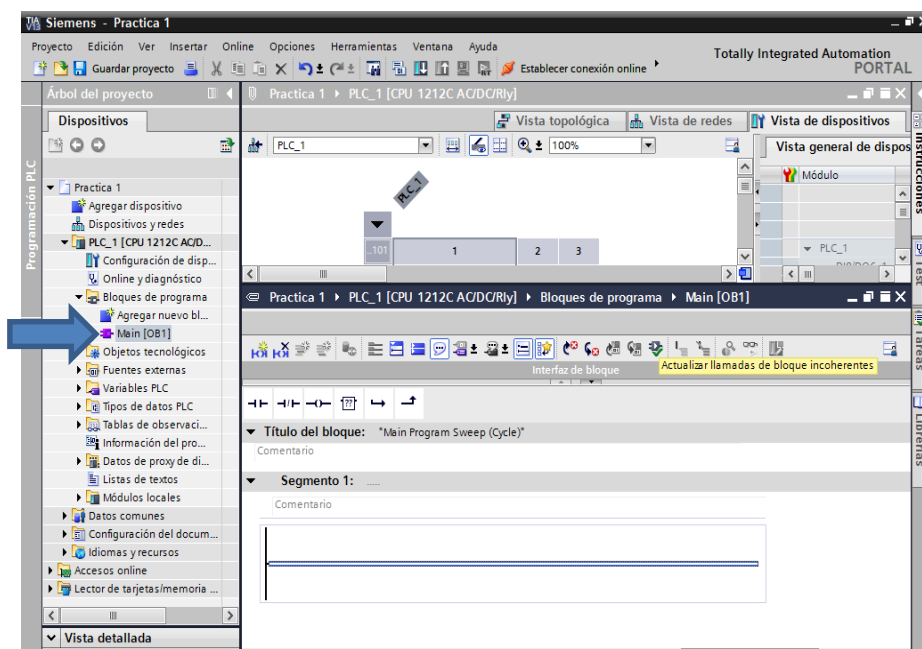 Siemens - Practica 1
Proyecto Edición Ver Insertar Online Opciones Herramientas Ventana Ayuda
Totally Integrated Automation
PORTAL
Guardar proyecto
Establecer conexión online
Árbol del proyecto
Dispositivos
Programación PLC
Practica 1
Agregar dispositivo
Dispositivos y redes
PLC_1 [CPU 1212C AC/D...
Configuración de disp...
Online y diagnóstico
Bloques de programa
Agregar nuevo bl...
Main [OB1]
Objetos tecnológicos
Fuentes externas
Variables PLC
Tipos de datos PLC
Tablas de observaci...
Información del pro...
Datos de proxy de di...
Listas de textos
Módulos locales
Datos comunes
Configuración del docum...
Idiomas y recursos
Accesos online
Lector de tarjetas/memoria ...
Vista detallada
Practica 1 PLC_1 [CPU 1212C AC/DC/Rly]
Vista topológica Vista de redes Vista de dispositivos
PLC_1 100%
Vista general de dispos
Módulo
PLC_1
PLC_1
..101 1 2 3
Practica 1 PLC_1 [CPU 1212C AC/DC/Rly] Bloques de programa Main [OB1]
Interfaz de bloque
Actualizar llamadas de bloque incoherentes
??
Título del bloque: "Main Program Sweep (Cycle)"
Comentario
Segmento 1: .....
Comentario
Instrucciones
Test
Tareas
Librerías